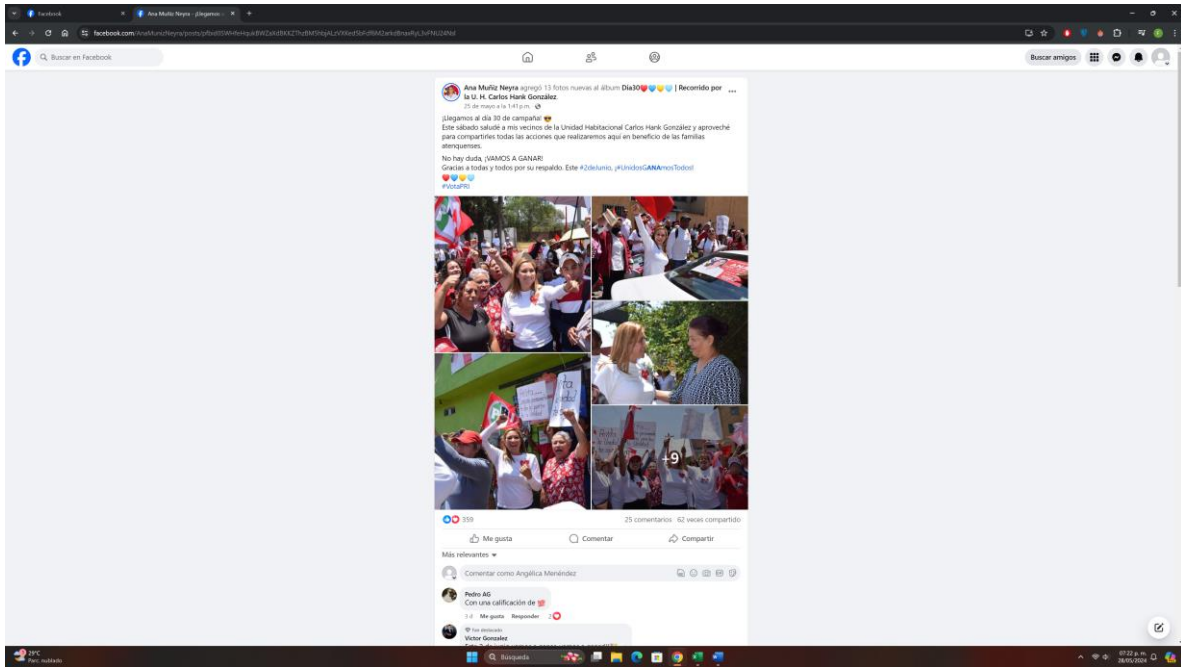 Facebook
Ana Muñiz Neyra - ¡Llegamos
Buscar en Facebook
Buscar amigos
Ana Muñiz Neyra agregó 13 fotos nuevas al álbum Día30❤️💙💛🩵 | Recorrido por
la U. H. Carlos Hank González.
25 de mayo a la 1:41 p.m.
¡Llegamos al día 30 de campaña! 😎
Este sábado saludé a mis vecinos de la Unidad Habitacional Carlos Hank González y aproveché
para compartirles todas las acciones que realizaremos aquí en beneficio de las familias
atenquenses.
No hay duda, ¡VAMOS A GANAR!
Gracias a todas y todos por su respaldo. Este #2deJunio, ¡#UnidosGANAmosTodos!
❤️💙💛🩵
#VotaPRI
PRI
+9
359
25 comentarios 62 veces compartido
Me gusta
Comentar
Compartir
Más relevantes
Comentar como Angélica Menéndez
Pedro AG
Con una calificación de 💯
Me gusta Responder 2
Victor Gonzalez
29°C
Parc. nublado
Búsqueda
07:22 p. m.
28/05/2024